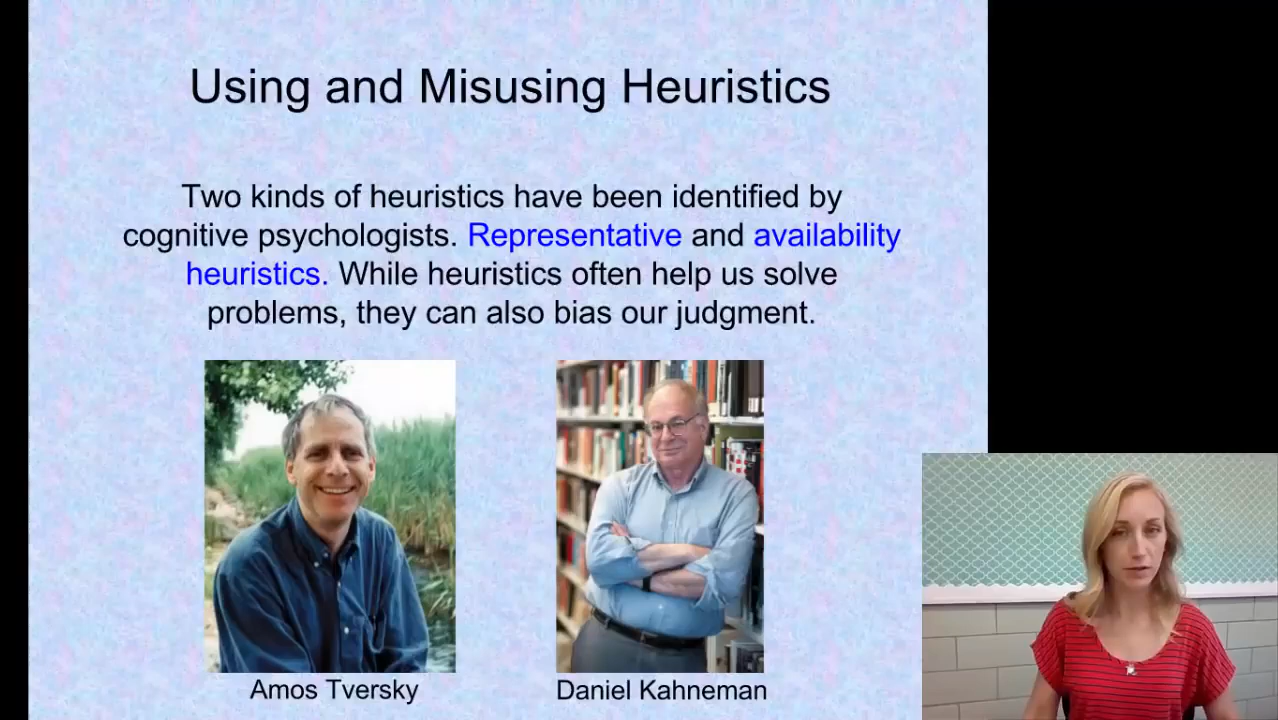 Using and Misusing Heuristics
Two kinds of heuristics have been identified by
cognitive psychologists. Representative and availability
heuristics. While heuristics often help us solve
problems, they can also bias our judgment.
Amos Tversky
Daniel Kahneman